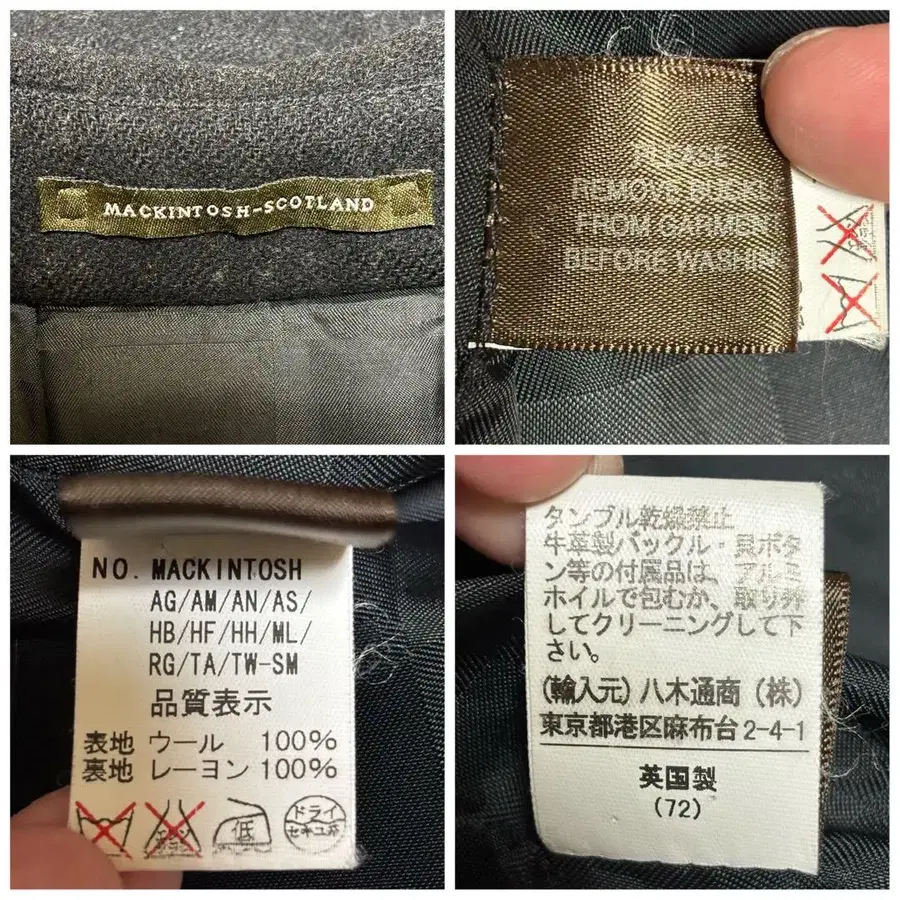 MACKINTOSH-SCOTLAND
PLEASE
REMOVE BUCKL
FROM GARMEN
BEFORE WASHIN
NO. MACKINTOSH
AG/AM/AN/AS/
HB/HF/HH/ML/
RG/TA/TW-SM
品質表示
表地 ウール 100%
裏地 レーヨン 100%
低
ドライ
セキユ系
タンブル乾燥禁止
牛革製バックル・貝ボタ
ン等の付属品は、アルミ
ホイルで包むか、取り外
してクリーニングして下
さい。
(輸入元) 八木通商 (株)
東京都港区麻布台2-4-1
英国製
(72)